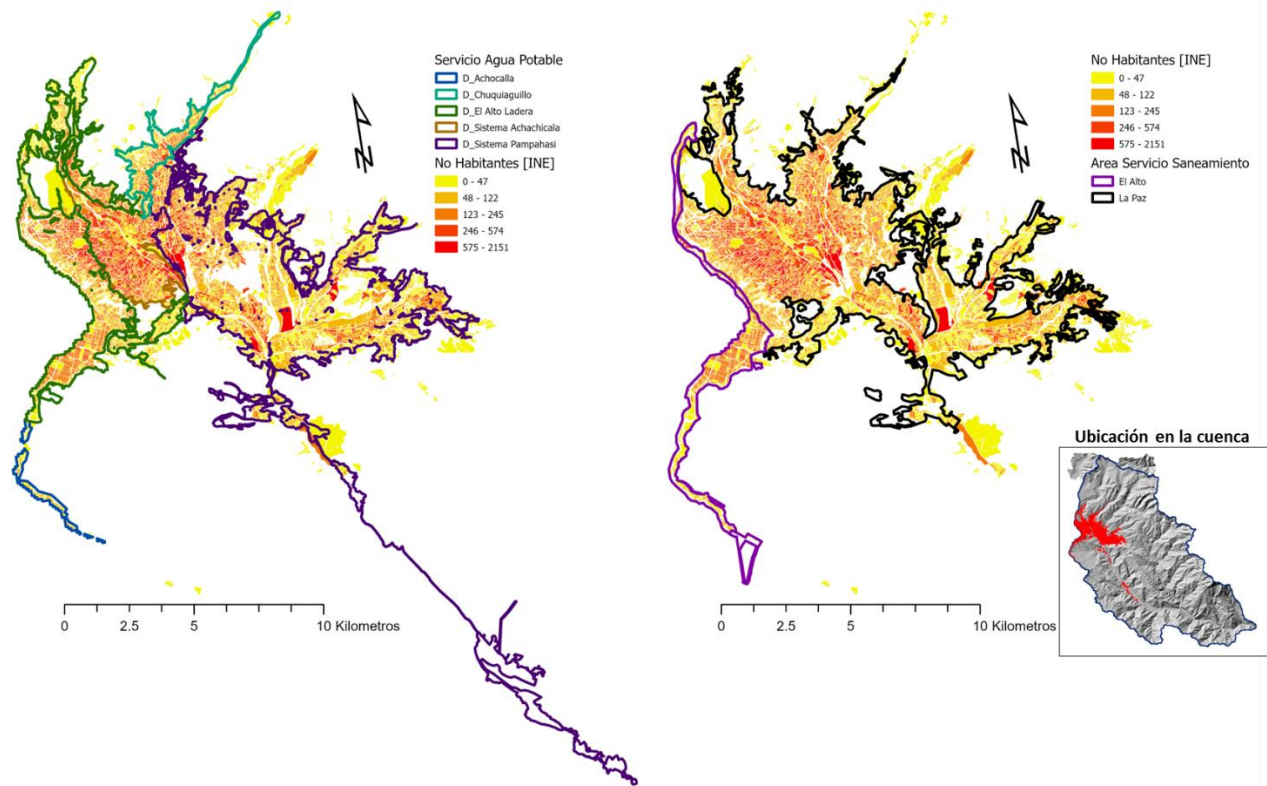 Servicio Agua Potable
D_Achocalla
D_Chuquiaguillo
D_El Alto Ladera
D_Sistema Achachicala
D_Sistema Pampahasi
No Habitantes [INE]
0 - 47
48 - 122
123 - 245
246 - 574
575 - 2151
N
0 2.5 5 10 Kilometros
No Habitantes [INE]
0 - 47
48 - 122
123 - 245
246 - 574
575 - 2151
Area Servicio Saneamiento
El Alto
La Paz
N
Ubicación en la cuenca
0 2.5 5 10 Kilometros